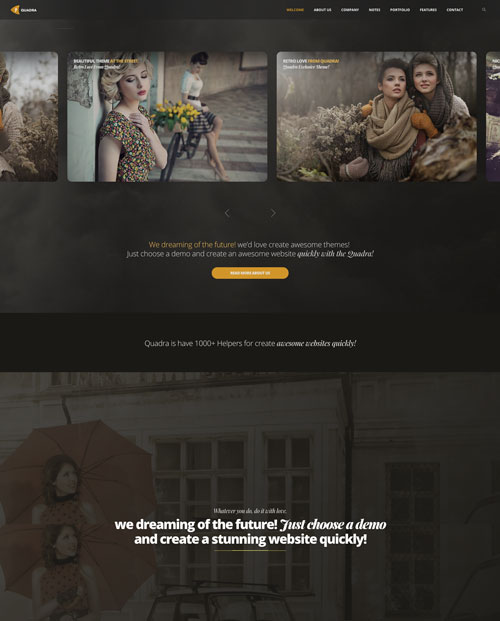 QUADRA
WELCOME ABOUT US COMPANY NOTES PORTFOLIO FEATURES CONTACT
BEAUTIFUL THEME AT THE STREET
Retro Love From Quadra!
RETRO LOVE FROM QUADRA!
Quadra Exclusive Theme!
We dreaming of the future! we'd love create awesome themes!
Just choose a demo and create an awesome website quickly with the Quadra!
READ MORE ABOUT US
Quadra is have 1000+ Helpers for create awesome websites quickly!
Whatever you do, do it with love.
we dreaming of the future! Just choose a demo
and create a stunning website quickly!